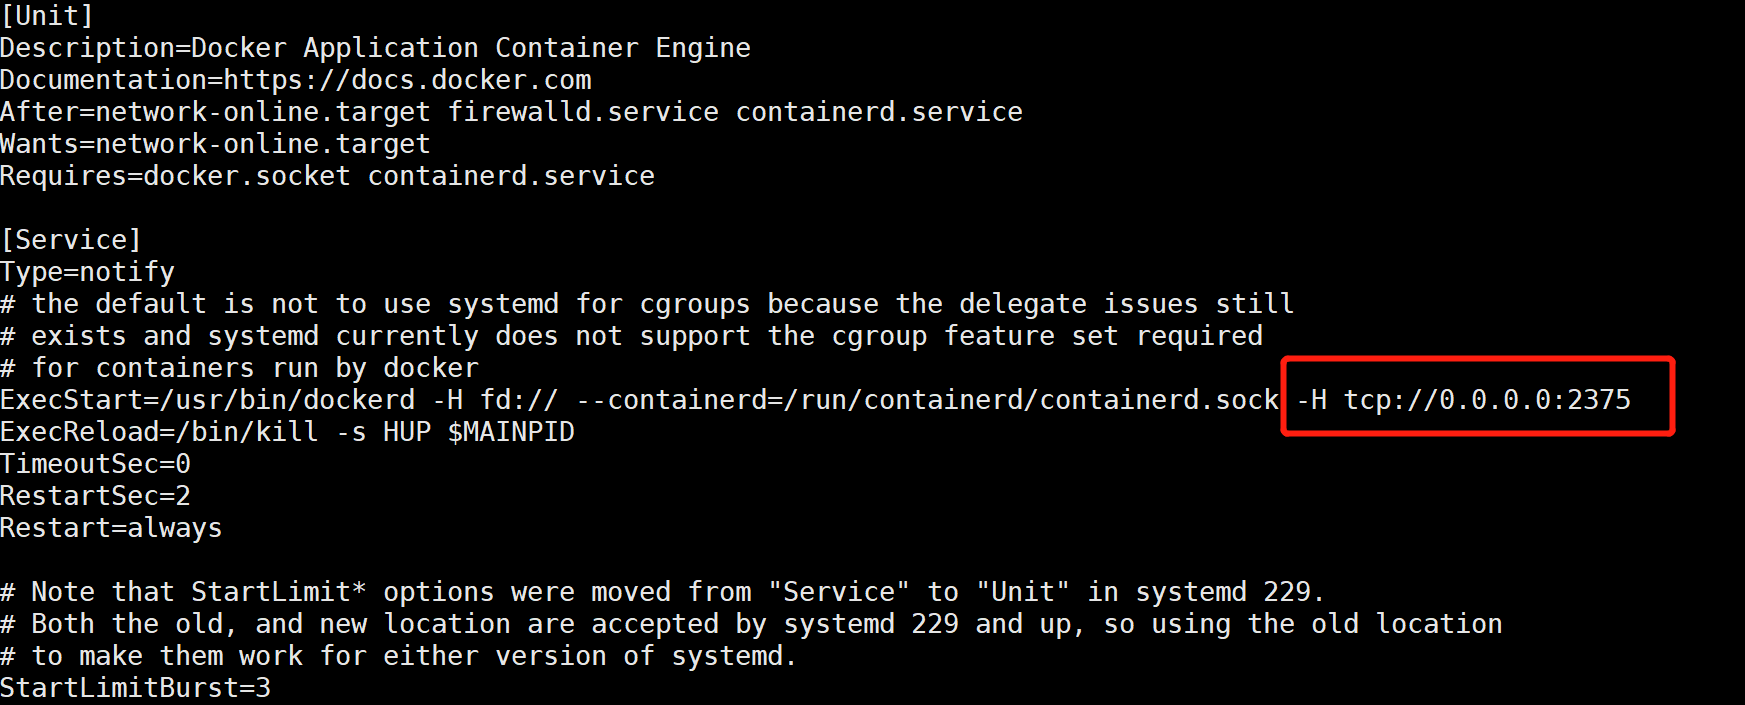 [Unit]
Description=Docker Application Container Engine
Documentation=https://docs.docker.com
After=network-online.target firewalld.service containerd.service
Wants=network-online.target
Requires=docker.socket containerd.service
[Service]
Type=notify
# the default is not to use systemd for cgroups because the delegate issues still
# exists and systemd currently does not support the cgroup feature set required
# for containers run by docker
ExecStart=/usr/bin/dockerd -H fd:// --containerd=/run/containerd/containerd.sock -H tcp://0.0.0.0:2375
ExecReload=/bin/kill -s HUP $MAINPID
TimeoutSec=0
RestartSec=2
Restart=always
# Note that StartLimit* options were moved from "Service" to "Unit" in systemd 229.
# Both the old, and new location are accepted by systemd 229 and up, so using the old location
# to make them work for either version of systemd.
StartLimitBurst=3